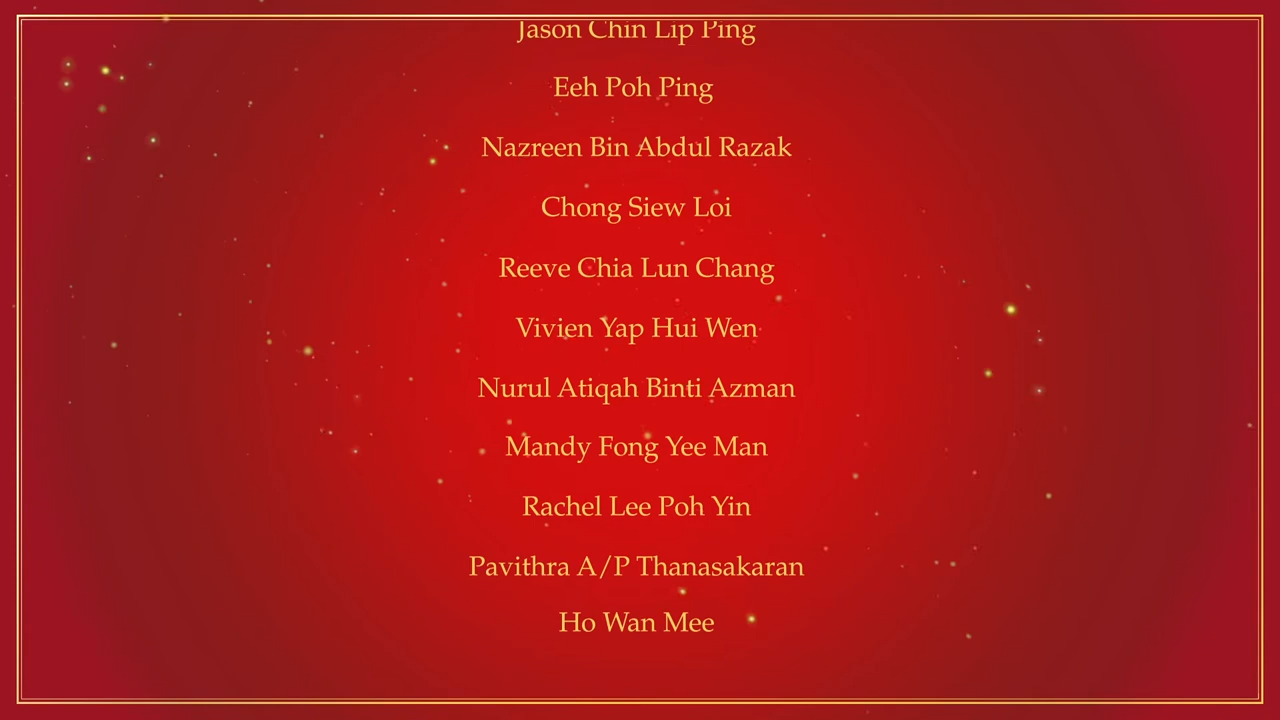 Jason Chin Lip Ping
Eeh Poh Ping
Nazreen Bin Abdul Razak
Chong Siew Loi
Reeve Chia Lun Chang
Vivien Yap Hui Wen
Nurul Atiqah Binti Azman
Mandy Fong Yee Man
Rachel Lee Poh Yin
Pavithra A/P Thanasakaran
Ho Wan Mee